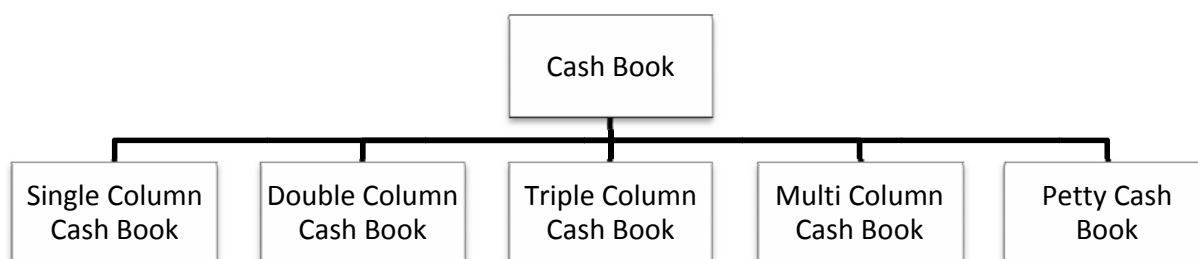 Cash Book
Single Column
Cash Book
Double Column
Cash Book
Triple Column
Cash Book
Multi Column
Cash Book
Petty Cash
Book